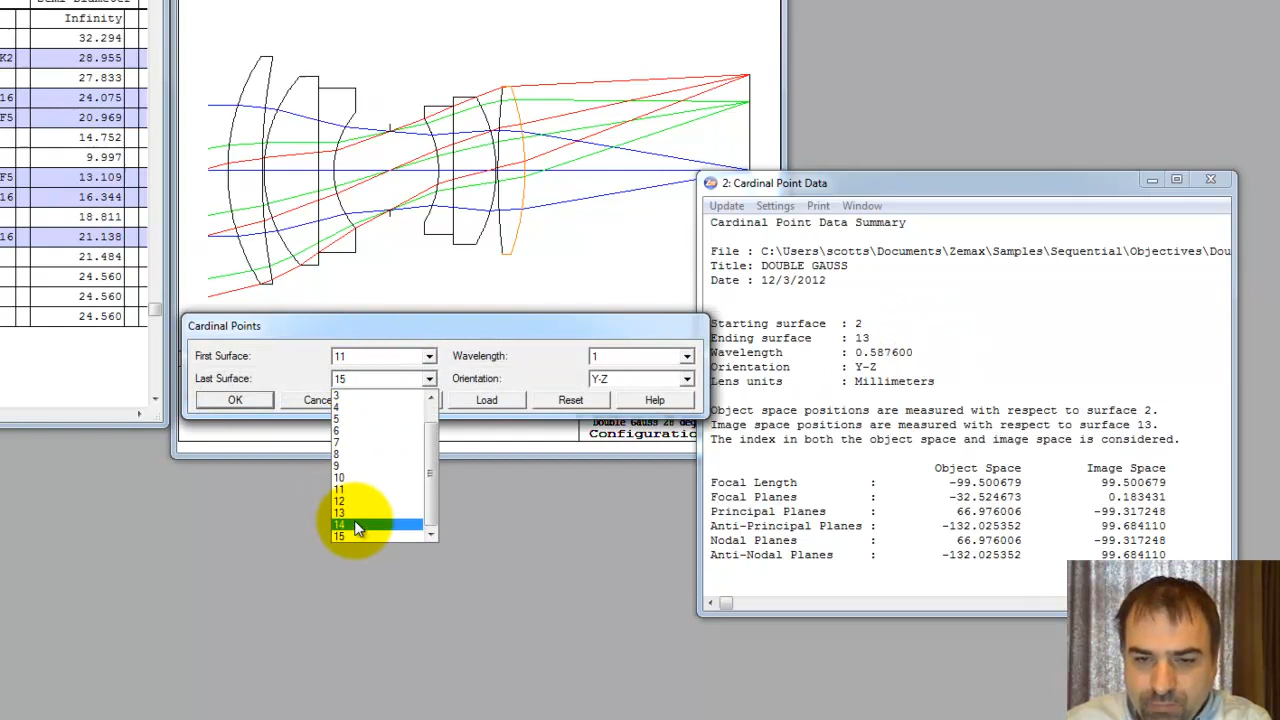 Infinity
32.294
K2 28.955
27.833
16 24.075
F5 20.969
14.752
9.997
F5 13.109
16 16.344
18.811
16 21.138
21.484
24.560
24.560
24.560
2: Cardinal Point Data
Update Settings Print Window
Cardinal Point Data Summary
File : C:\Users\scotts\Documents\Zemax\Samples\Sequential\Objectives\Dou
Title: DOUBLE GAUSS
Date : 12/3/2012
Starting surface : 2
Ending surface : 13
Wavelength : 0.587600
Orientation : Y-Z
Lens units : Millimeters
Object space positions are measured with respect to surface 2.
Image space positions are measured with respect to surface 13.
The index in both the object space and image space is considered.
Object Space Image Space
Focal Length : -99.500679 99.500679
Focal Planes : -32.524673 0.183431
Principal Planes : 66.976006 -99.317248
Anti-Principal Planes : -132.025352 99.684110
Nodal Planes : 66.976006 -99.317248
Anti-Nodal Planes : -132.025352 99.684110
Cardinal Points
First Surface: 11 Wavelength: 1
Last Surface: 15 Orientation: Y-Z
OK Cance Load Reset Help
3
4
5
6
7
8
9
10
11
12
13
14
15
Double Gauss 28 deg
Configuratio